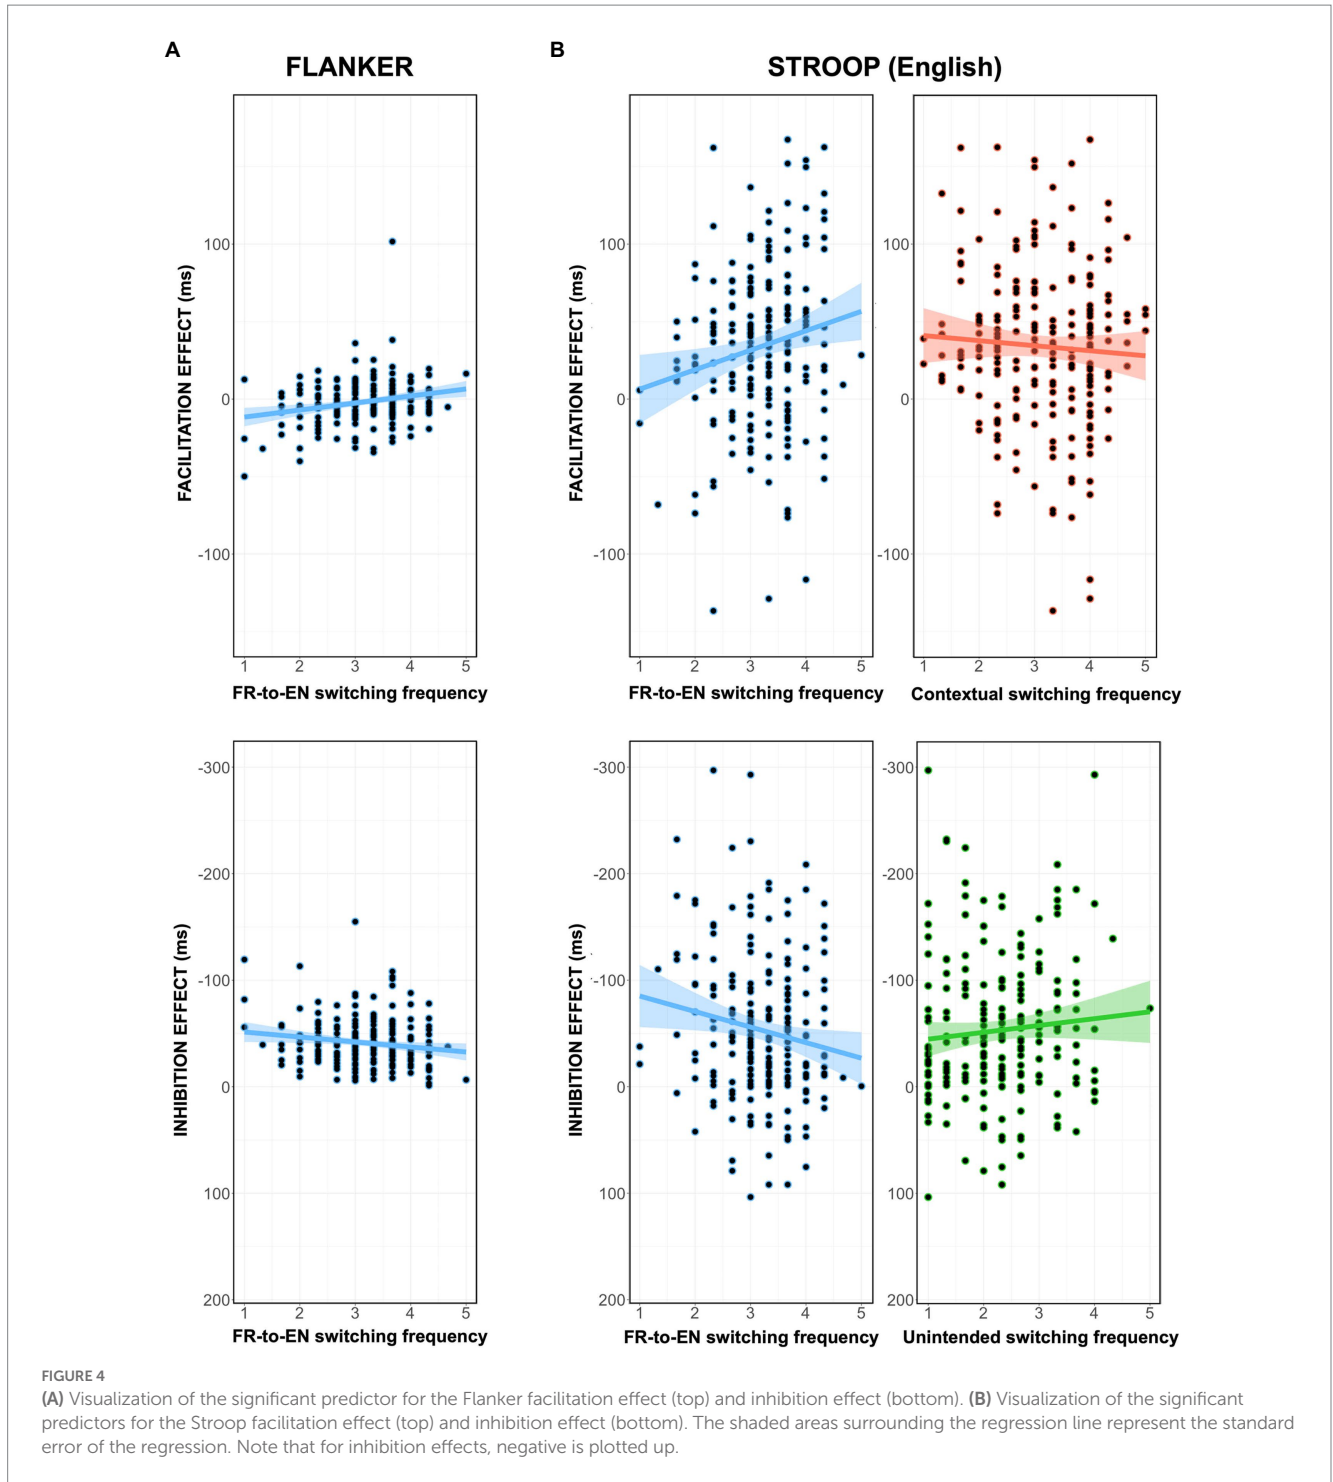 A
B
FLANKER
STROOP (English)
FACILITATION EFFECT (ms)
100
0
-100
1 2 3 4 5
FR-to-EN switching frequency
FACILITATION EFFECT (ms)
100
0
-100
1 2 3 4 5
FR-to-EN switching frequency
100
0
-100
1 2 3 4 5
Contextual switching frequency
INHIBITION EFFECT (ms)
-300
-200
-100
0
100
200
1 2 3 4 5
FR-to-EN switching frequency
INHIBITION EFFECT (ms)
-300
-200
-100
0
100
200
1 2 3 4 5
FR-to-EN switching frequency
-300
-200
-100
0
100
200
1 2 3 4 5
Unintended switching frequency
FIGURE 4
(A) Visualization of the significant predictor for the Flanker facilitation effect (top) and inhibition effect (bottom). (B) Visualization of the significant
predictors for the Stroop facilitation effect (top) and inhibition effect (bottom). The shaded areas surrounding the regression line represent the standard
error of the regression. Note that for inhibition effects, negative is plotted up.